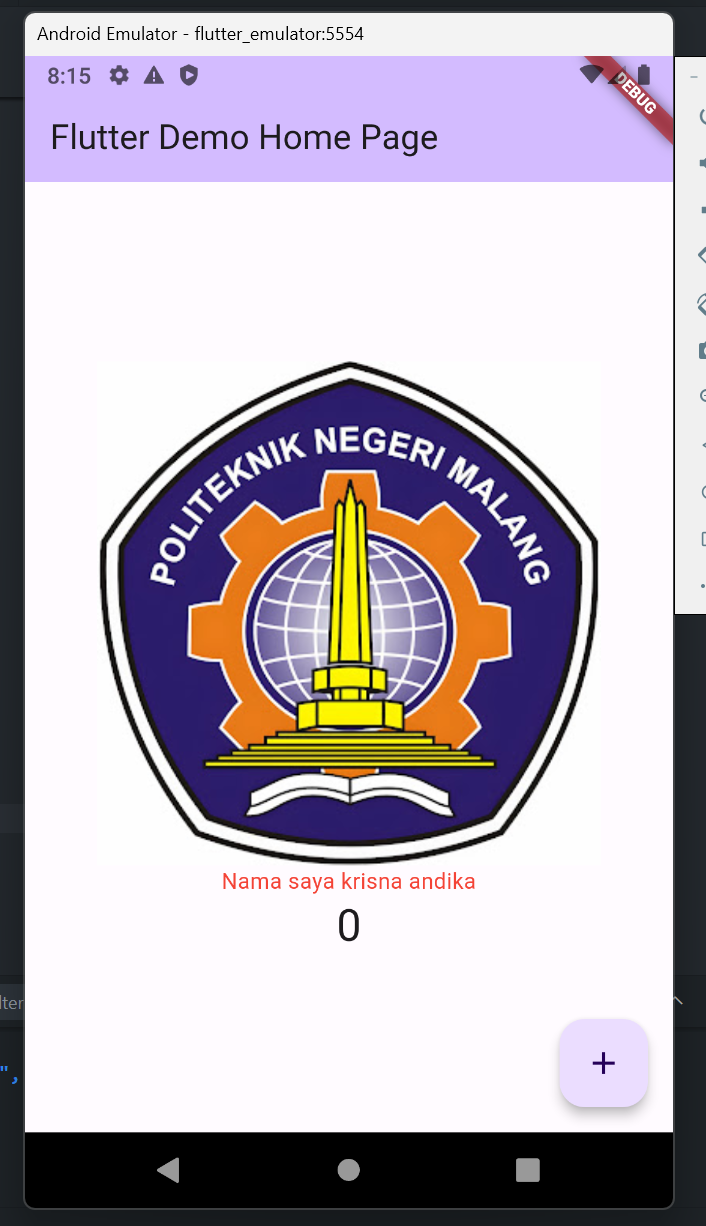 Android Emulator - flutter_emulator:5554
8:15
DEBUG
Flutter Demo Home Page
POLITEKNIK NEGERI MALANG
Nama saya krisna andika
0
lter
",